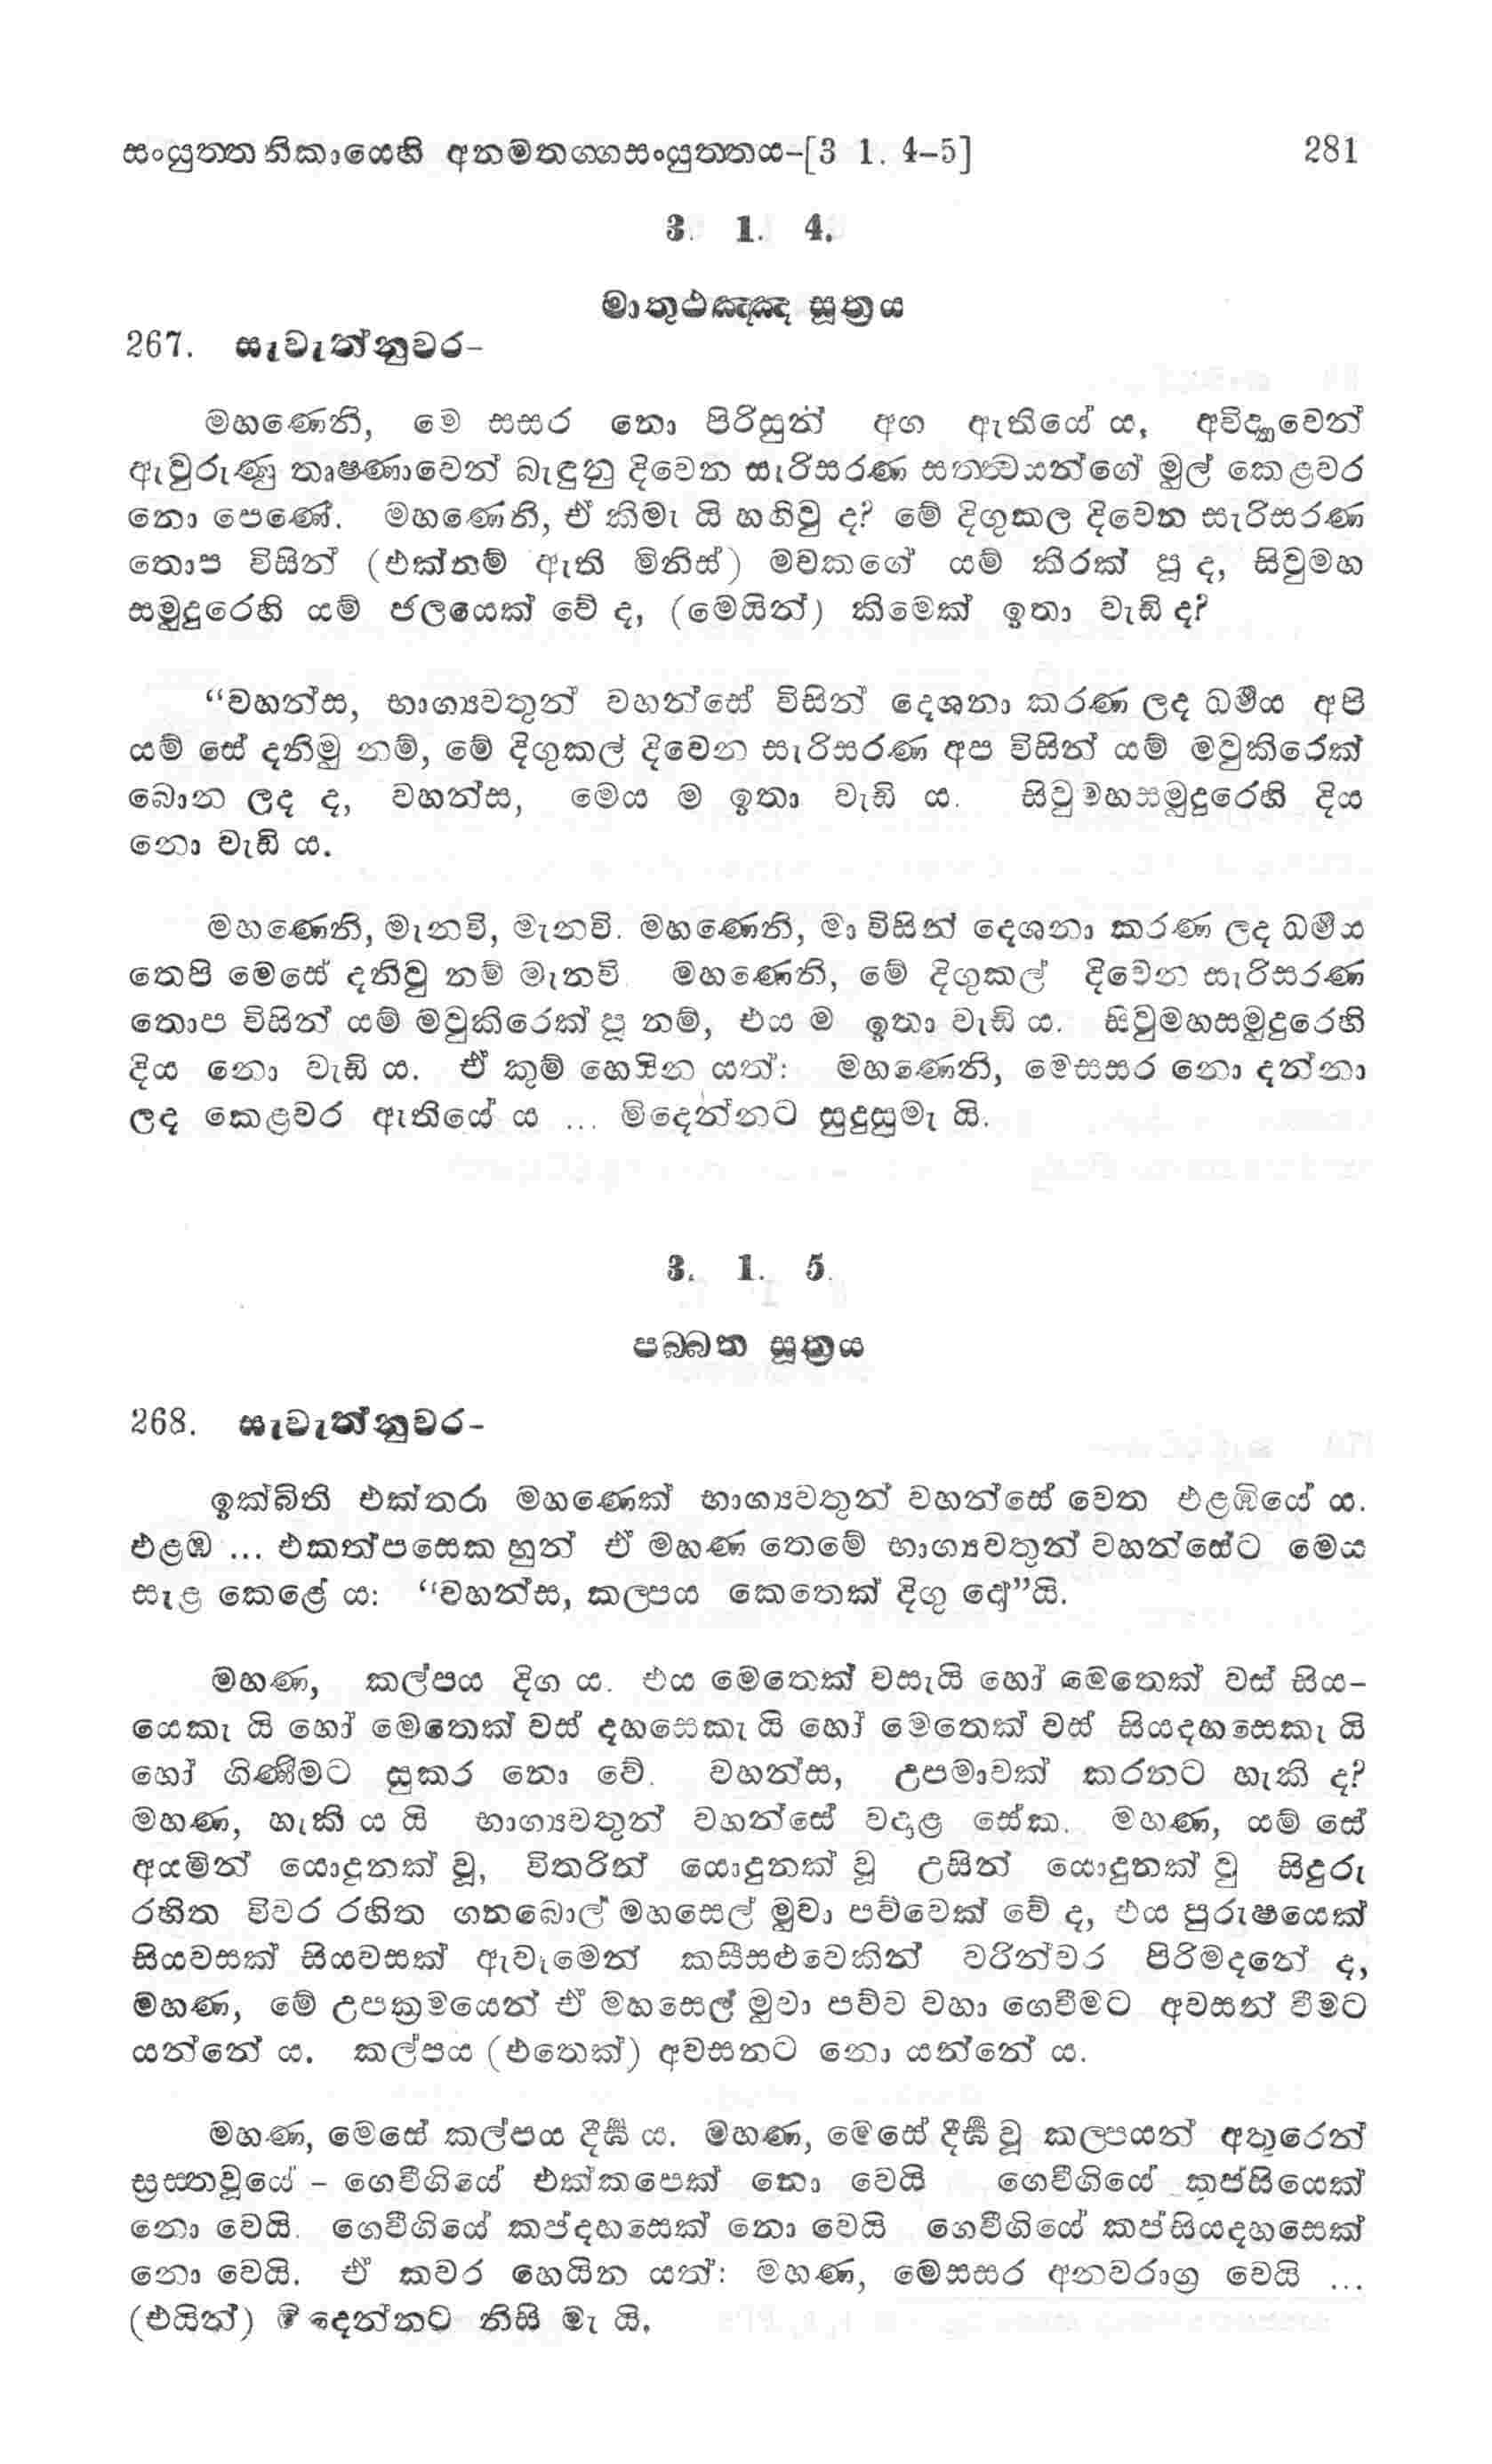 සංයුත්ත නිකායෙහි අනමතග්ගසංයුත්තය-[3 1. 4-5] 281
3. 1. 4.
මාතුථඤ්ඤ සූත්‍රය
267. සැවැත්නුවර-
මහණෙනි, මෙ සසර නො පිරිසුන් අග ඇතියේ ය, අවිද්‍යාවෙන්
ඇවුරුණු තෘෂ්ණාවෙන් බැඳුනු දිවෙන සැරිසරණ සත්ත්‍වයන්ගේ මුල් කෙළවර
නො පෙණේ. මහණෙනි, ඒ කිමැ යි හඟිවු ද? මේ දිගුකල දිවෙන සැරිසරණ
තොප විසින් (එක්නම් ඇති මිනිස්) මවකගේ යම් කිරක් පූ ද, සිවුමහ
සමුදුරෙහි යම් ජලයෙක් වේ ද, (මෙයින්) කිමෙක් ඉතා වැඩි ද?
“වහන්ස, භාග්‍යවතුන් වහන්සේ විසින් දෙශනා කරණ ලද ධර්‍මය අපි
යම් සේ දනිමු නම්, මේ දිගුකල් දිවෙන සැරිසරණ අප විසින් යම් මවුකිරෙක්
බොන ලද ද, වහන්ස, මෙය ම ඉතා වැඩි ය. සිවුමහසමුදුරෙහි දිය
නො වැඩි ය.
මහණෙනි, මැනවි, මැනවි. මහණෙනි, මා විසින් දෙශනා කරණ ලද ධර්‍මය
තෙපි මෙසේ දනිවු නම් මැනවි. මහණෙනි, මේ දිගුකල් දිවෙන සැරිසරණ
තොප විසින් යම් මවුකිරෙක් පූ නම්, එය ම ඉතා වැඩි ය. සිවුමහසමුදුරෙහි
දිය නො වැඩි ය. ඒ කුම් හෙයින යත්: මහණෙනි, මෙසසර නො දන්නා
ලද කෙළවර ඇතියේ ය ... මිදෙන්නට සුදුසුමැ යි.
3. 1. 5.
පබ්බත සූත්‍රය
268. සැවැත්නුවර-
ඉක්බිති එක්තරා මහණෙක් භාග්‍යවතුන් වහන්සේ වෙත එළඹියේ ය.
එළඹ ... එකත්පසෙක හුන් ඒ මහණ තෙමේ භාග්‍යවතුන් වහන්සේට මෙය
සැළ කෙළේ ය: “වහන්ස, කල්පය කෙතෙක් දිගු දෝ”යි.
මහණ, කල්පය දිග ය. එය මෙතෙක් වසැයි හෝ මෙතෙක් වස් සිය-
යෙකැ යි හෝ මෙතෙක් වස් දහසෙකැ යි හෝ මෙතෙක් වස් සියදහසෙකැ යි
හෝ ගිණීමට සුකර නො වේ. වහන්ස, උපමාවක් කරනට හැකි ද?
මහණ, හැකි ය යි භාග්‍යවතුන් වහන්සේ වදාළ සේක. මහණ, යම් සේ
අයමින් යොදුනක් වූ, විතරින් යොදුනක් වූ උසින් යොදුනක් වු සිදුරු
රහිත විවර රහිත ගනබොල් මහසෙල් මුවා පව්වෙක් වේ ද, එය පුරුෂයෙක්
සියවසක් සියවසක් ඇවෑමෙන් කසීසළුවෙකින් වරින්වර පිරිමදනේ ද,
මහණ, මේ උපක්‍රමයෙන් ඒ මහසෙල් මුවා පව්ව වහා ගෙවීමට අවසන් වීමට
යන්නේ ය. කල්පය (එතෙක්) අවසනට නො යන්නේ ය.
මහණ, මෙසේ කල්පය දීර්‍ඝ ය. මහණ, මෙසේ දීර්‍ඝ වූ කල්පයන් අතුරෙන්
ස්‍රස්තවූයේ - ගෙවීගියේ එක්කපෙක් නො වෙයි ගෙවීගියේ කප්සියෙක්
නො වෙයි. ගෙවීගියේ කප්දහසෙක් නො වෙයි ගෙවීගියේ කප්සියදහසෙක්
නො වෙයි. ඒ කවර හෙයින යත්: මහණ, මෙසසර අනවරාග්‍ර වෙයි ...
(එයින්) මිදෙන්නට නිසි මැ යි.